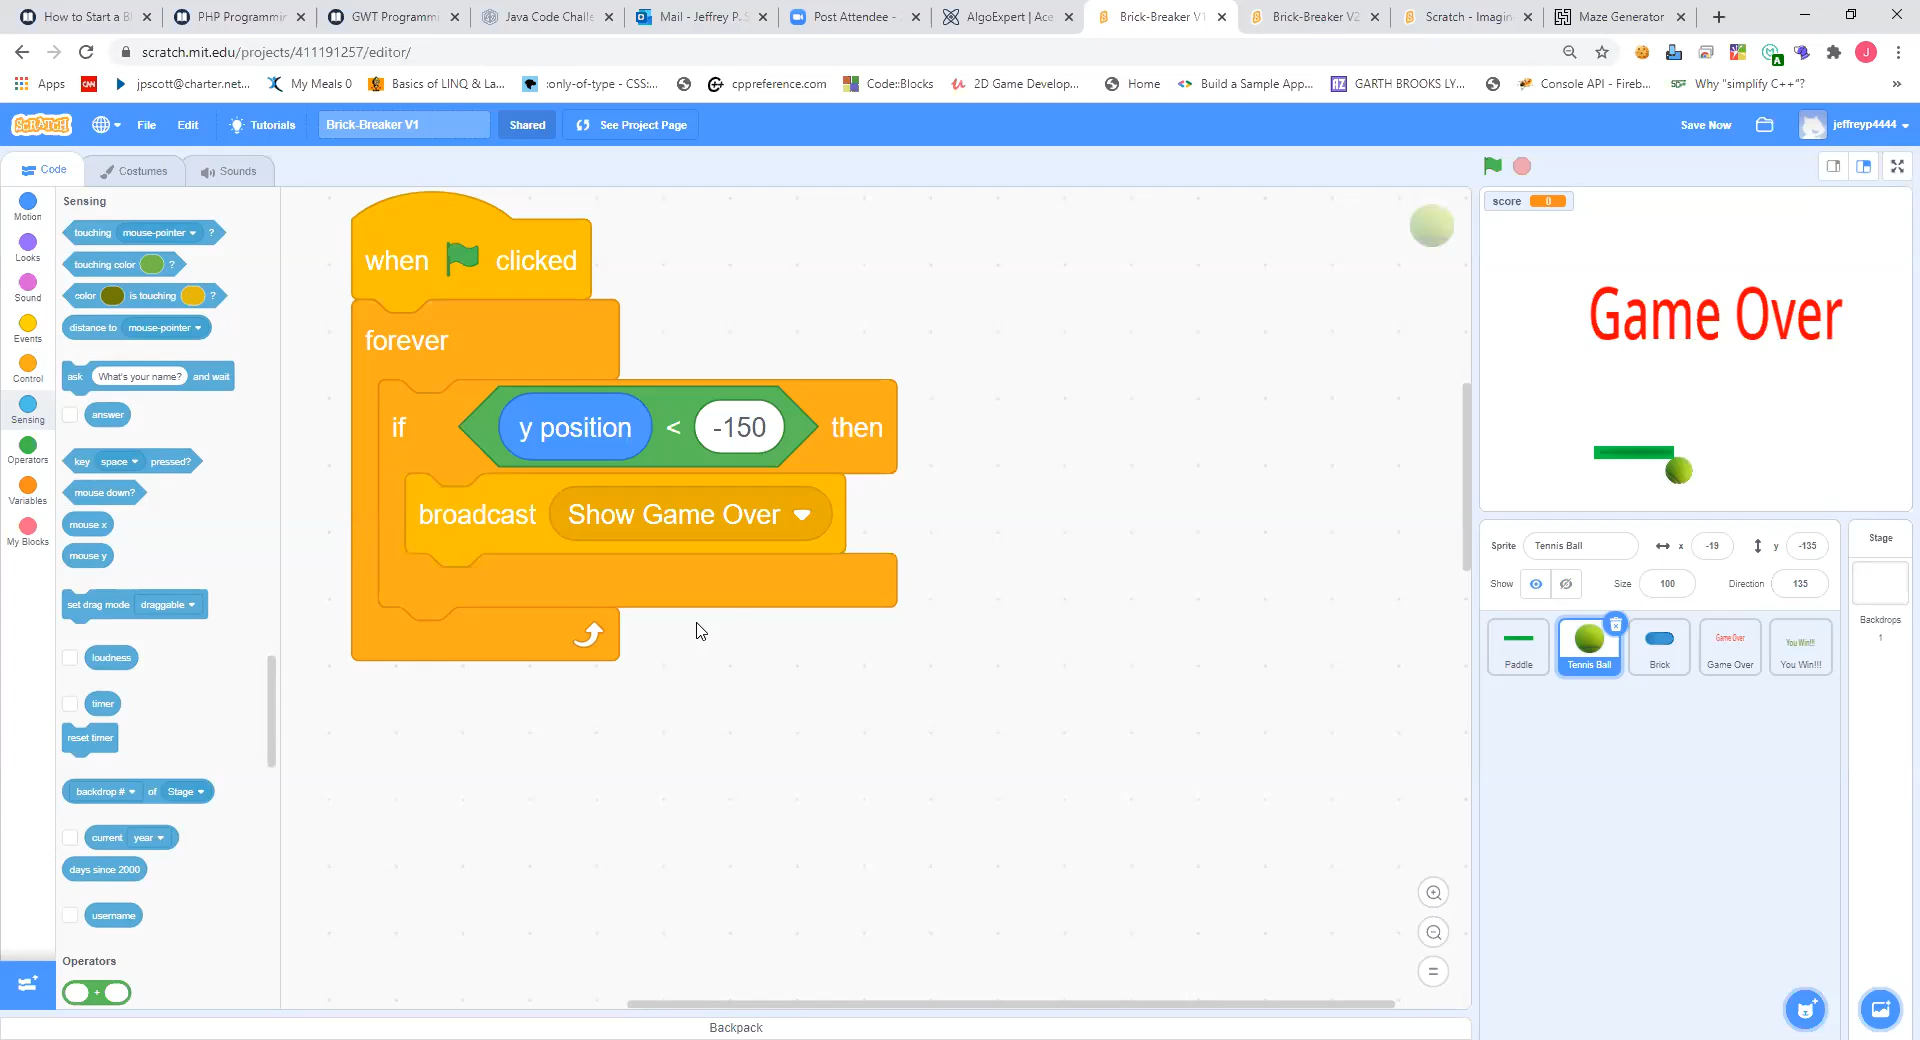 How to Start a B
PHP Programmin
GWT Programmi
Java Code Challe
Mail - Jeffrey P. S
Post Attendee -
AlgoExpert | Ace
Brick-Breaker V1
Brick-Breaker V2
Scratch - Imagin
Maze Generator
scratch.mit.edu/projects/411191257/editor/
Apps
CNN
jpscott@charter.net...
My Meals 0
Basics of LINQ & La...
:only-of-type - CSS:...
cppreference.com
Code::Blocks
2D Game Develop...
Home
Build a Sample App...
GARTH BROOKS LY...
Console API - Fireb...
Why "simplify C++"?
SCRATCH
File
Edit
Tutorials
Brick-Breaker V1
Shared
See Project Page
Save Now
jeffreyp4444
Code
Costumes
Sounds
Motion
Looks
Sound
Events
Control
Sensing
Operators
Variables
My Blocks
Sensing
touching mouse-pointer ?
touching color ?
color is touching ?
distance to mouse-pointer
ask What's your name? and wait
answer
key space pressed?
mouse down?
mouse x
mouse y
set drag mode draggable
loudness
timer
reset timer
backdrop # of Stage
current year
days since 2000
username
Operators
+
when clicked
forever
if y position < -150 then
broadcast Show Game Over
Backpack
score 0
Game Over
Sprite Tennis Ball x -19 y -135
Show Size 100 Direction 135
Paddle
Tennis Ball
Brick
Game Over
Game Over
You Win!!!
You Win!!!
Stage
Backdrops
1